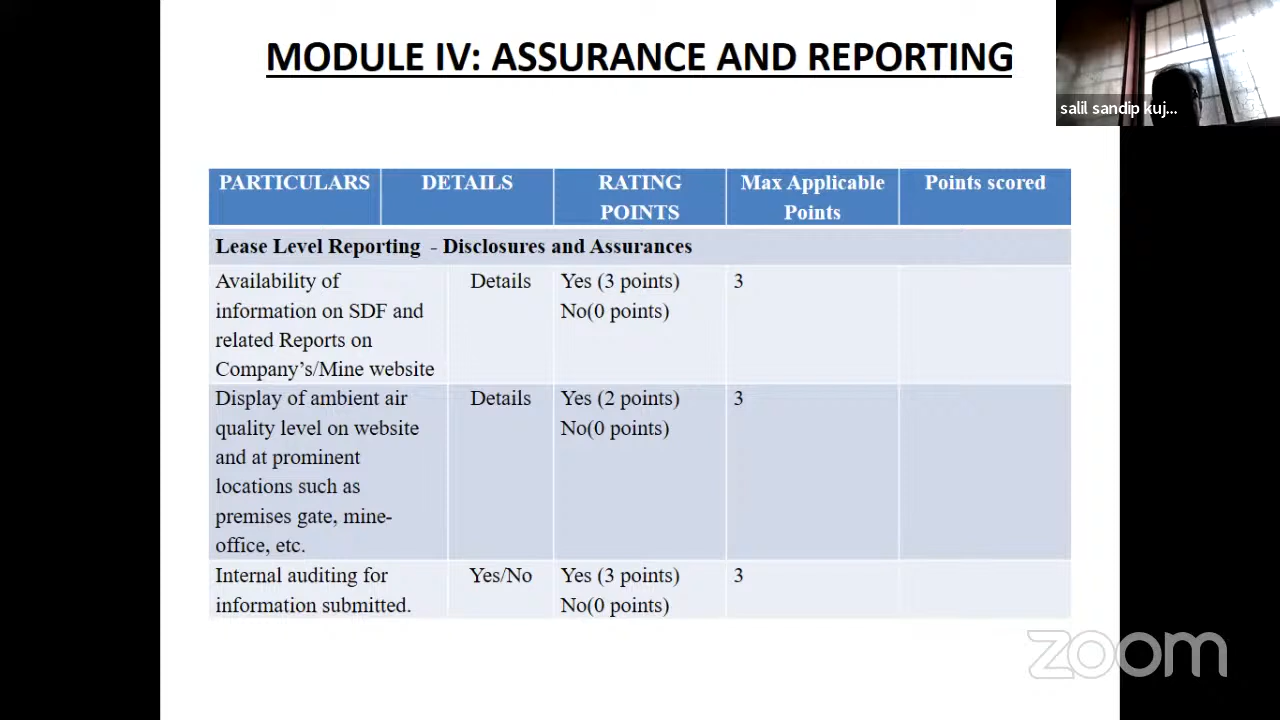 MODULE IV: ASSURANCE AND REPORTING
salil sandip kuj...
PARTICULARS DETAILS RATING POINTS Max Applicable Points Points scored
Lease Level Reporting - Disclosures and Assurances
Availability of
information on SDF and
related Reports on
Company's/Mine website
Details
Yes (3 points)
No(0 points)
3
Display of ambient air
quality level on website
and at prominent
locations such as
premises gate, mine-
office, etc.
Details
Yes (2 points)
No(0 points)
3
Internal auditing for
information submitted.
Yes/No
Yes (3 points)
No(0 points)
3
zoom